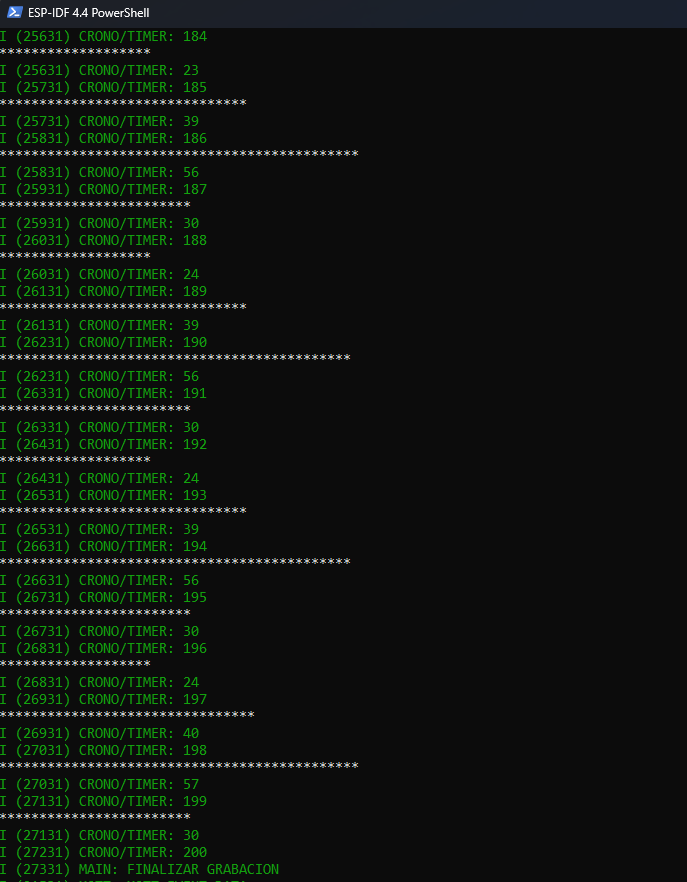 ESP-IDF 4.4 PowerShell
I (25631) CRONO/TIMER: 184
*******************
I (25631) CRONO/TIMER: 23
I (25731) CRONO/TIMER: 185
*******************************
I (25731) CRONO/TIMER: 39
I (25831) CRONO/TIMER: 186
*********************************************
I (25831) CRONO/TIMER: 56
I (25931) CRONO/TIMER: 187
************************
I (25931) CRONO/TIMER: 30
I (26031) CRONO/TIMER: 188
*******************
I (26031) CRONO/TIMER: 24
I (26131) CRONO/TIMER: 189
*******************************
I (26131) CRONO/TIMER: 39
I (26231) CRONO/TIMER: 190
********************************************
I (26231) CRONO/TIMER: 56
I (26331) CRONO/TIMER: 191
************************
I (26331) CRONO/TIMER: 30
I (26431) CRONO/TIMER: 192
*******************
I (26431) CRONO/TIMER: 24
I (26531) CRONO/TIMER: 193
*******************************
I (26531) CRONO/TIMER: 39
I (26631) CRONO/TIMER: 194
********************************************
I (26631) CRONO/TIMER: 56
I (26731) CRONO/TIMER: 195
************************
I (26731) CRONO/TIMER: 30
I (26831) CRONO/TIMER: 196
*******************
I (26831) CRONO/TIMER: 24
I (26931) CRONO/TIMER: 197
********************************
I (26931) CRONO/TIMER: 40
I (27031) CRONO/TIMER: 198
*********************************************
I (27031) CRONO/TIMER: 57
I (27131) CRONO/TIMER: 199
************************
I (27131) CRONO/TIMER: 30
I (27231) CRONO/TIMER: 200
I (27331) MAIN: FINALIZAR GRABACION